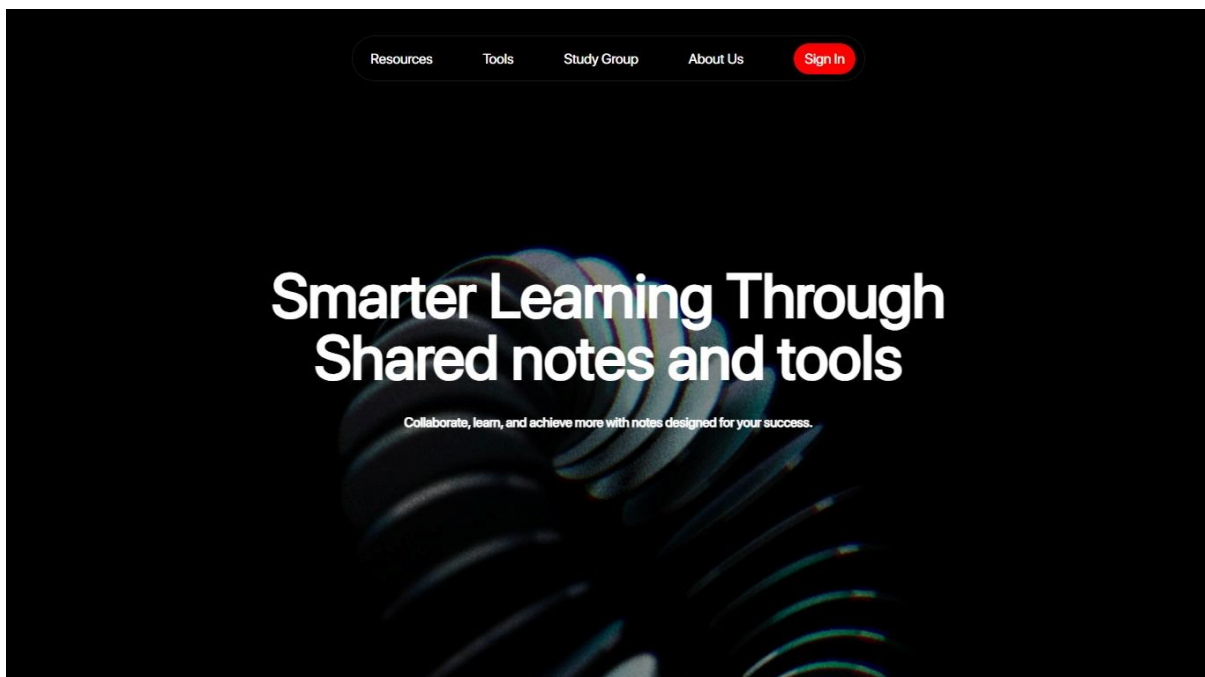 Resources Tools Study Group About Us Sign In
Smarter Learning Through
Shared notes and tools
Collaborate, learn, and achieve more with notes designed for your success.